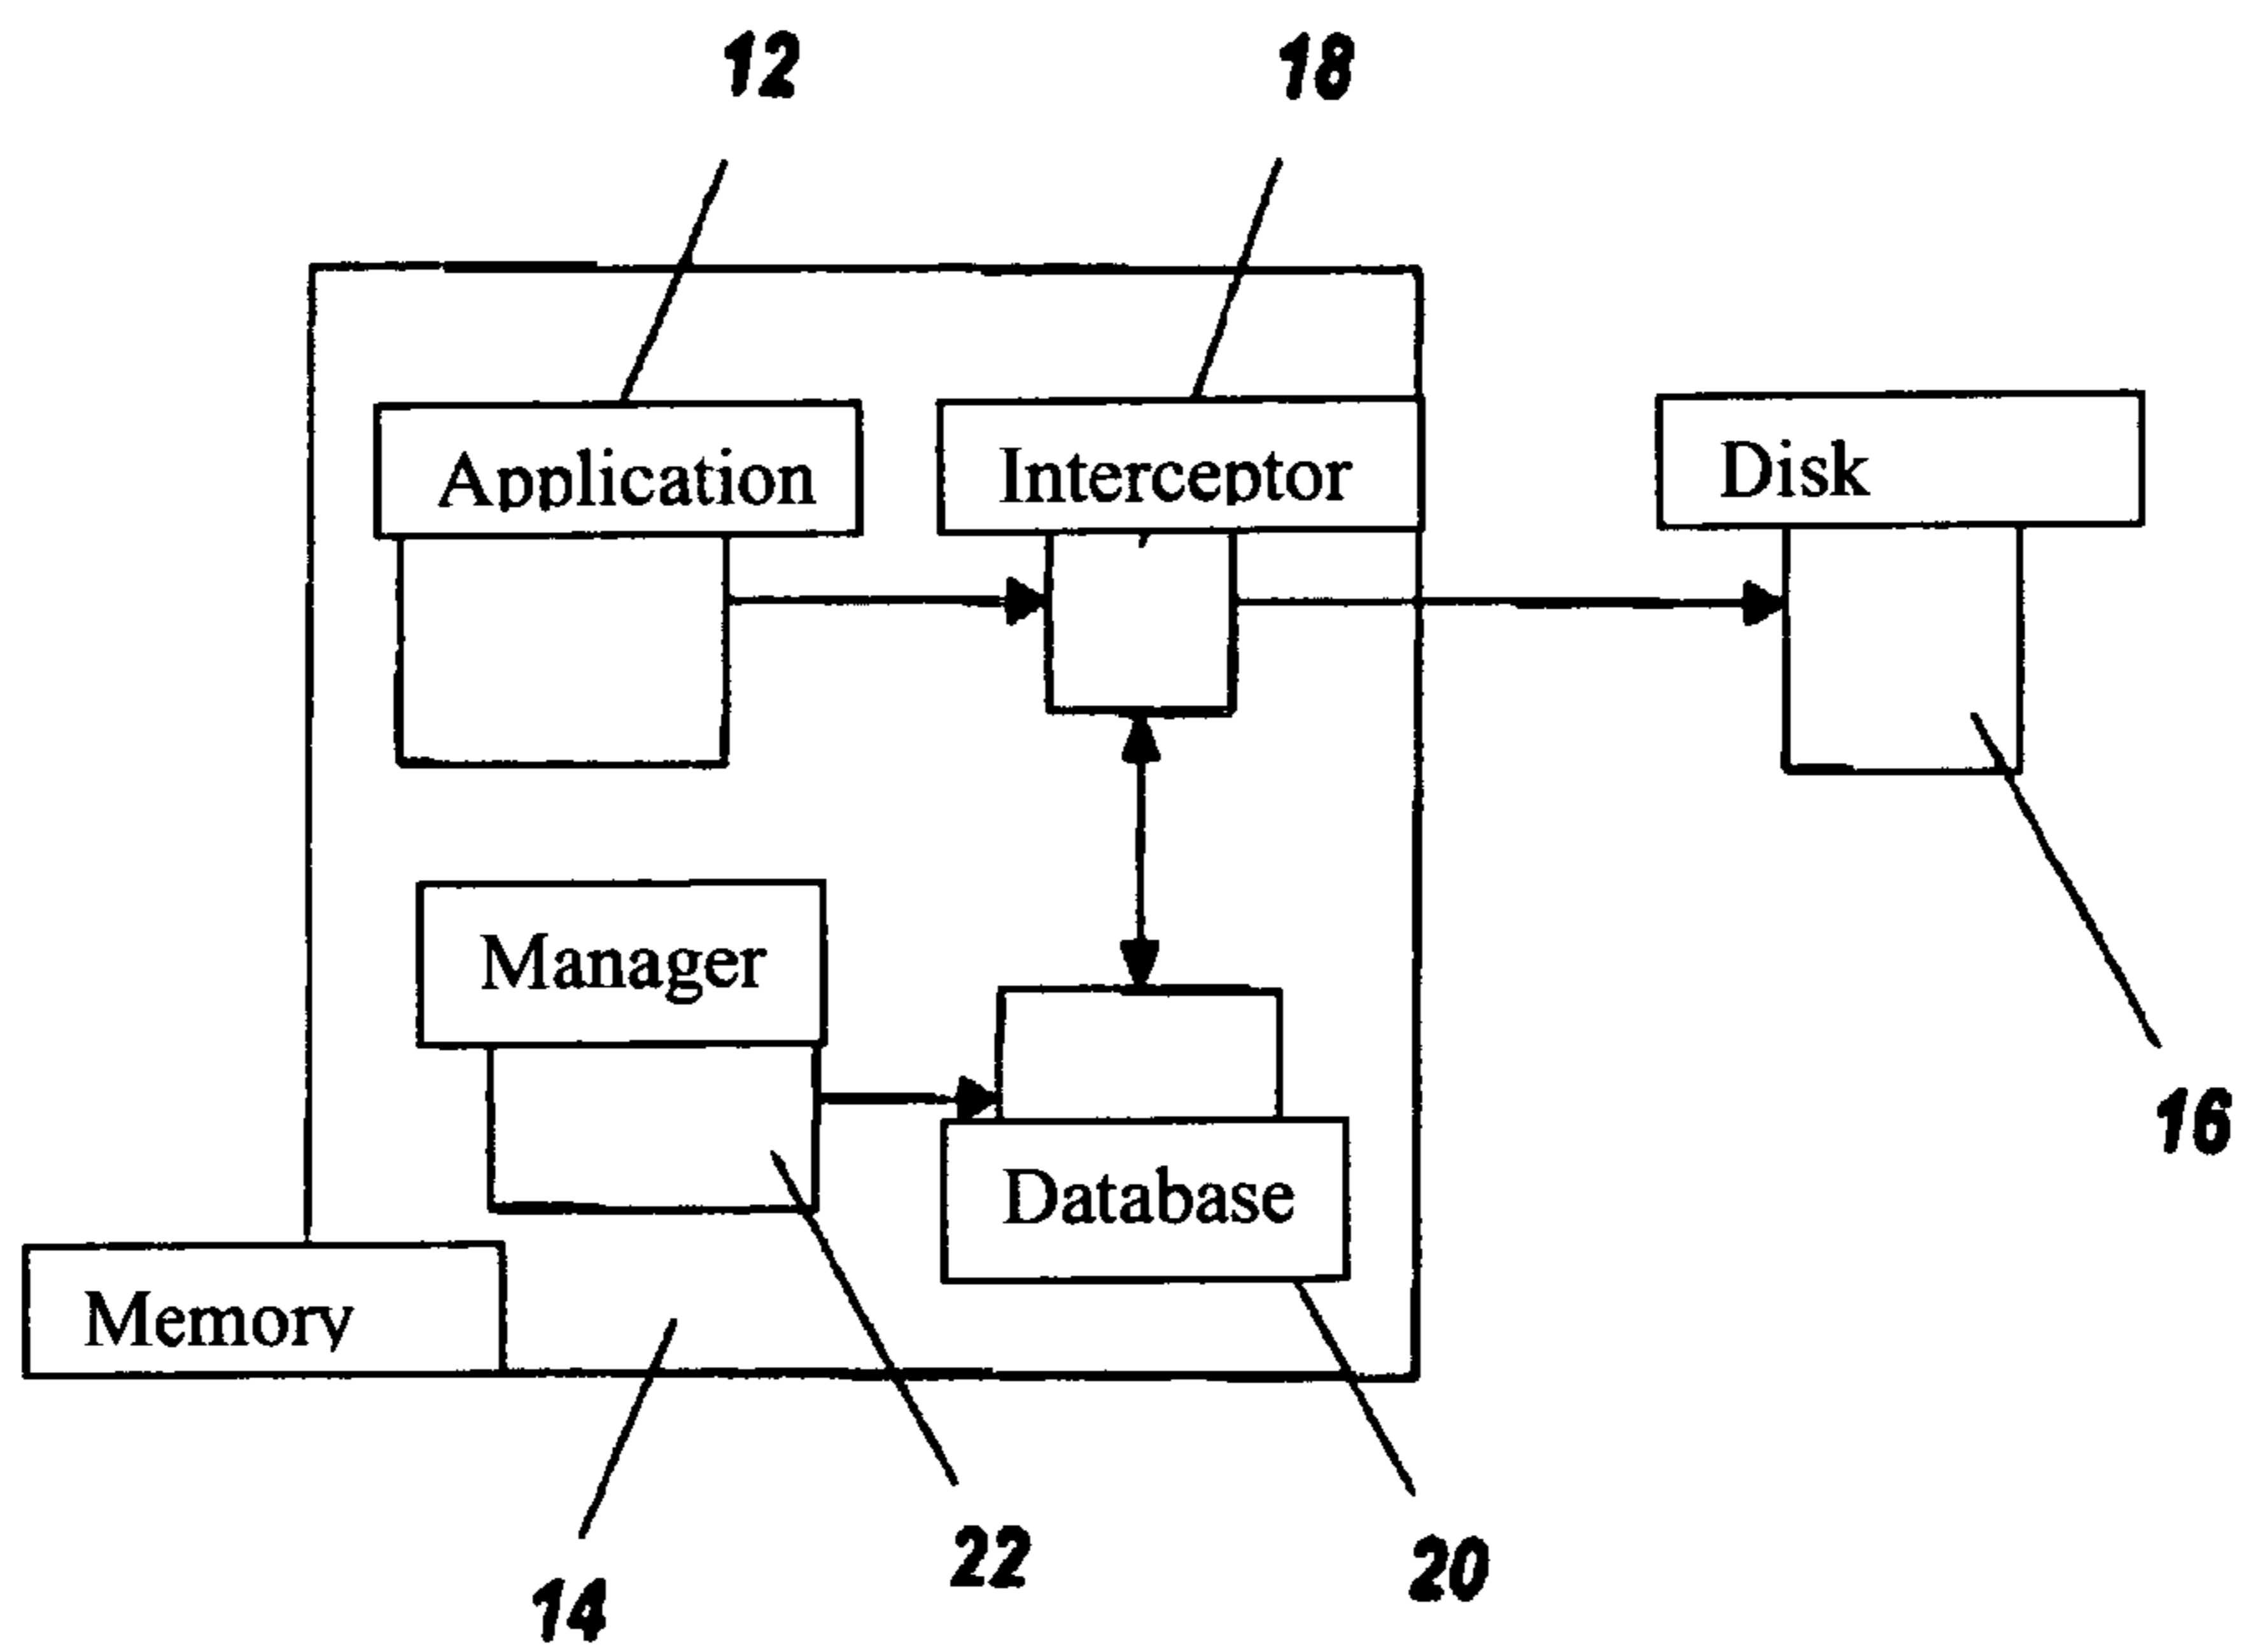 12
18
Application
Interceptor
Disk
Manager
16
Database
Memory
22
20
14